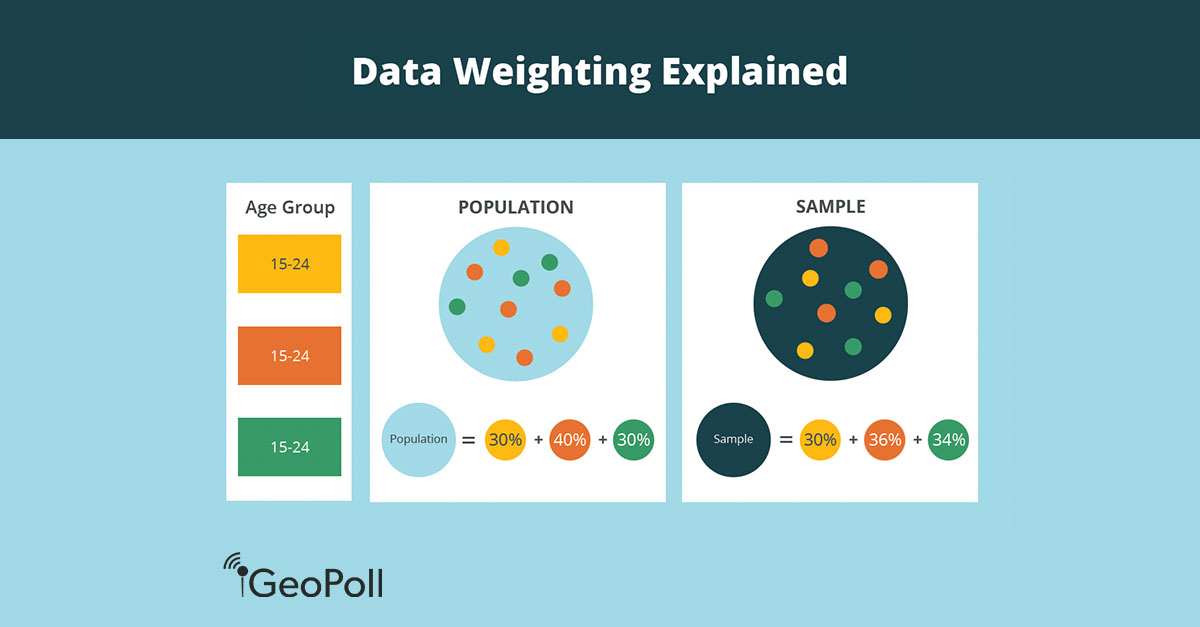 Data Weighting Explained
Age Group
15-24
15-24
15-24
POPULATION
Population = 30% + 40% + 30%
SAMPLE
Sample = 30% + 36% + 34%
GeoPoll